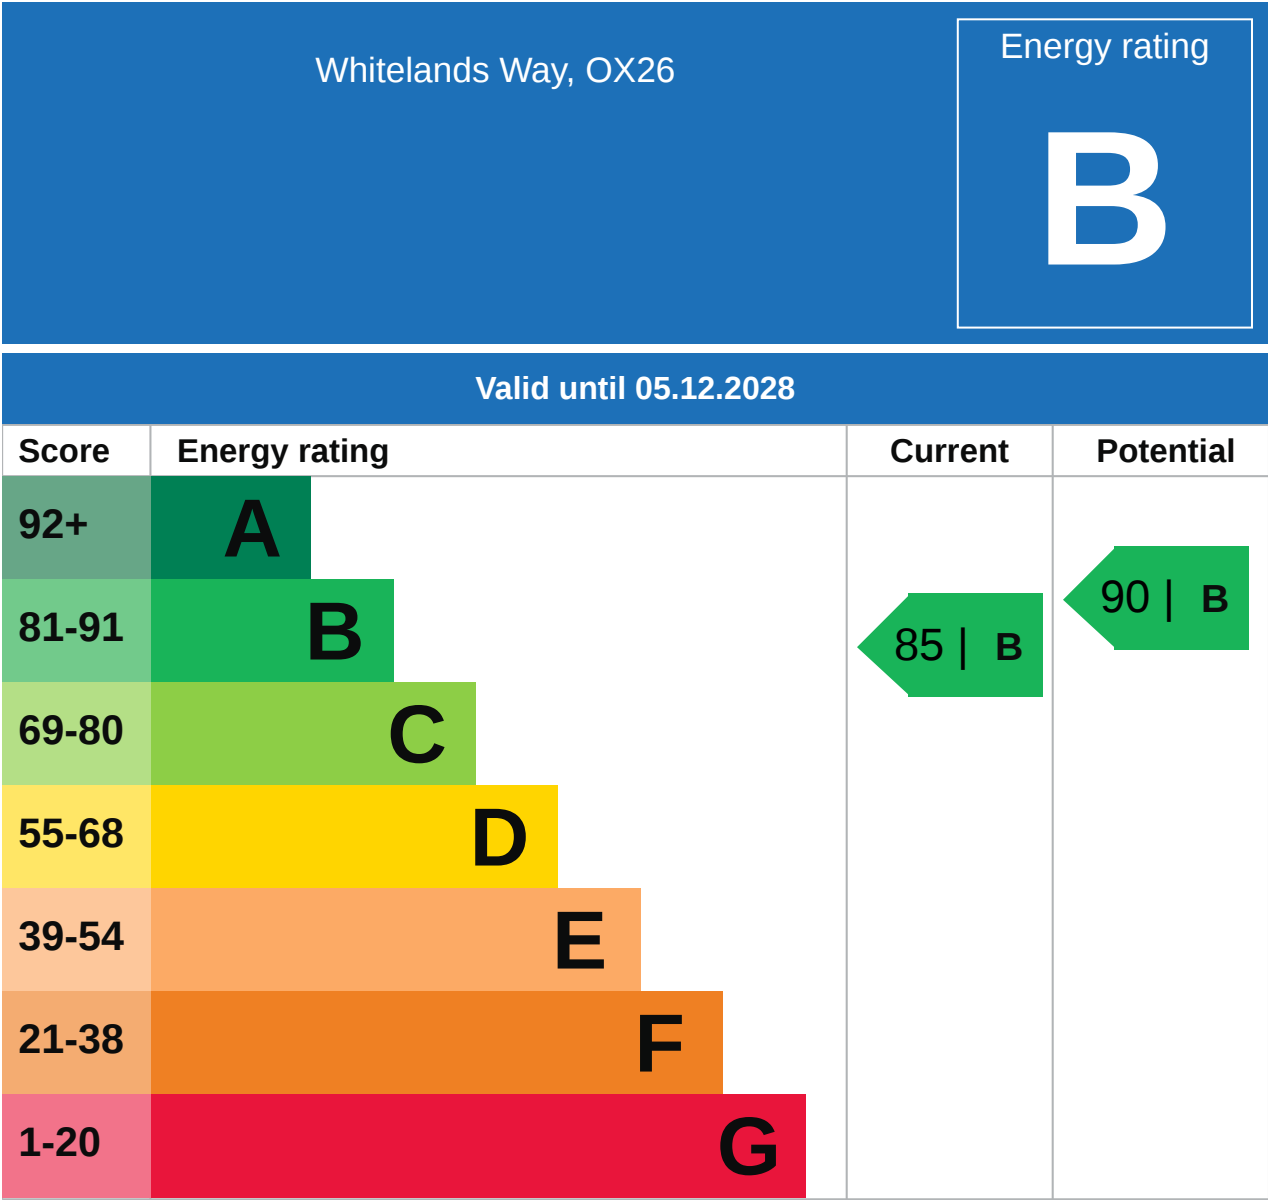 Whitelands Way, OX26
Energy rating
B
Valid until 05.12.2028
Score Energy rating Current Potential
92+ A
81-91 B 85 | B 90 | B
69-80 C
55-68 D
39-54 E
21-38 F
1-20 G